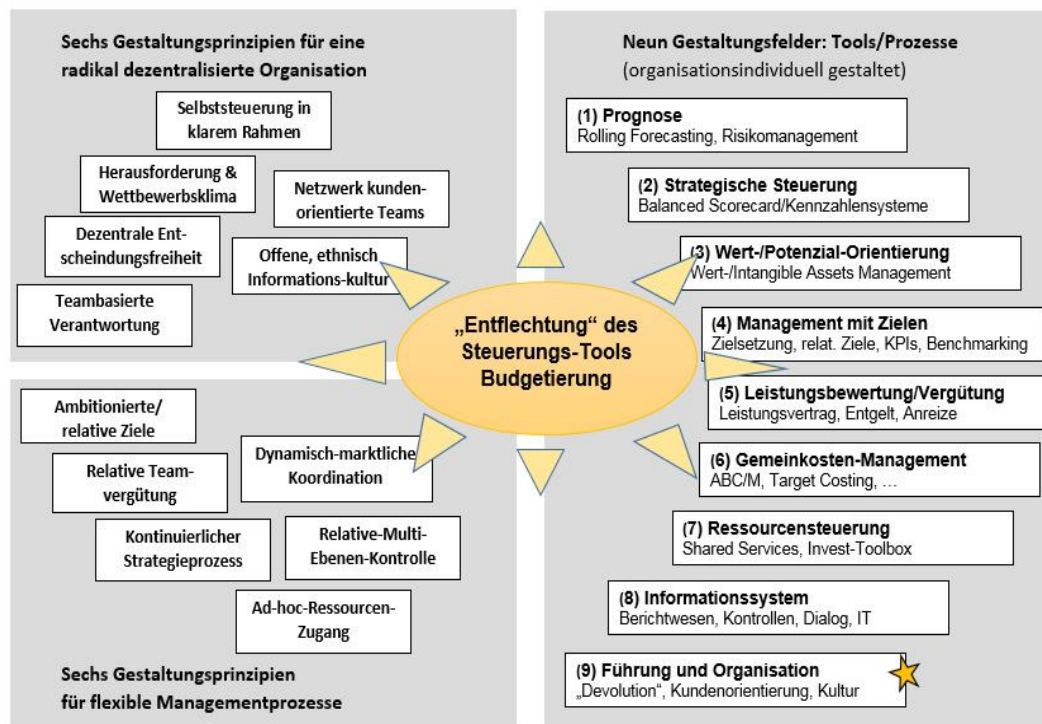 Sechs Gestaltungsprinzipien für eine
radikal dezentralisierte Organisation
Selbststeuerung in
klarem Rahmen
Herausforderung &
Wettbewerbsklima
Netzwerk kunden-
orientierte Teams
Dezentrale Ent-
scheidungsfreiheit
Offene, ethnisch
Informations-kultur
Teambasierte
Verantwortung
„Entflechtung“ des
Steuerungs-Tools
Budgetierung
Ambitionierte/
relative Ziele
Dynamisch-marktliche
Koordination
Relative Team-
vergütung
Kontinuierlicher
Strategieprozess
Relative-Multi-
Ebenen-Kontrolle
Ad-hoc-Ressourcen-
Zugang
Sechs Gestaltungsprinzipien
für flexible Managementprozesse
Neun Gestaltungsfelder: Tools/Prozesse
(organisationsindividuell gestaltet)
(1) Prognose
Rolling Forecasting, Risikomanagement
(2) Strategische Steuerung
Balanced Scorecard/Kennzahlensysteme
(3) Wert-/Potenzial-Orientierung
Wert-/Intangible Assets Management
(4) Management mit Zielen
Zielsetzung, relat. Ziele, KPIs, Benchmarking
(5) Leistungsbewertung/Vergütung
Leistungsvertrag, Entgelt, Anreize
(6) Gemeinkosten-Management
ABC/M, Target Costing, …
(7) Ressourcensteuerung
Shared Services, Invest-Toolbox
(8) Informationssystem
Berichtwesen, Kontrollen, Dialog, IT
(9) Führung und Organisation
„Devolution“, Kundenorientierung, Kultur